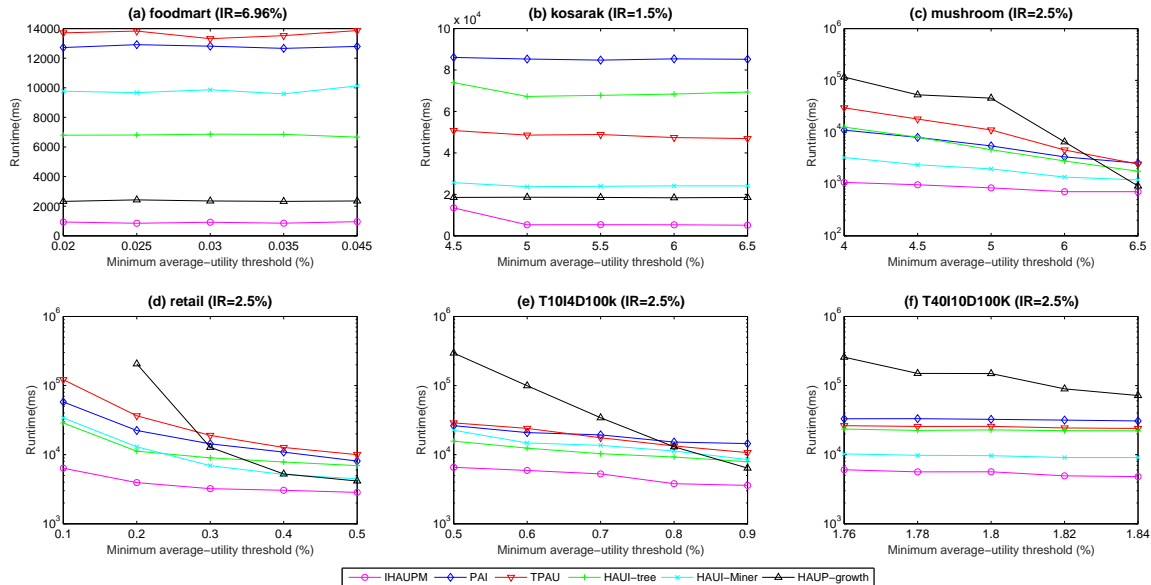 (a) foodmart (IR=6.96%)
14000
12000
10000
8000
6000
4000
2000
0
0.02 0.025 0.03 0.035 0.045
Runtime(ms)
Minimum average-utility threshold (%)
(b) kosarak (IR=1.5%)
x 10^4
10
8
6
4
2
0
4.5 5 5.5 6 6.5
Runtime(ms)
Minimum average-utility threshold (%)
(c) mushroom (IR=2.5%)
10^6
10^5
10^4
10^3
10^2
4 4.5 5 6 6.5
Runtime(ms)
Minimum average-utility threshold (%)
(d) retail (IR=2.5%)
10^6
10^5
10^4
10^3
0.1 0.2 0.3 0.4 0.5
Runtime(ms)
Minimum average-utility threshold (%)
(e) T10I4D100k (IR=2.5%)
10^6
10^5
10^4
10^3
0.5 0.6 0.7 0.8 0.9
Runtime(ms)
Minimum average-utility threshold (%)
(f) T40I10D100K (IR=2.5%)
10^6
10^5
10^4
10^3
1.76 1.78 1.8 1.82 1.84
Runtime(ms)
Minimum average-utility threshold (%)
IHAUPM PAI TPAU HAUI-tree HAUI-Miner HAUP-growth